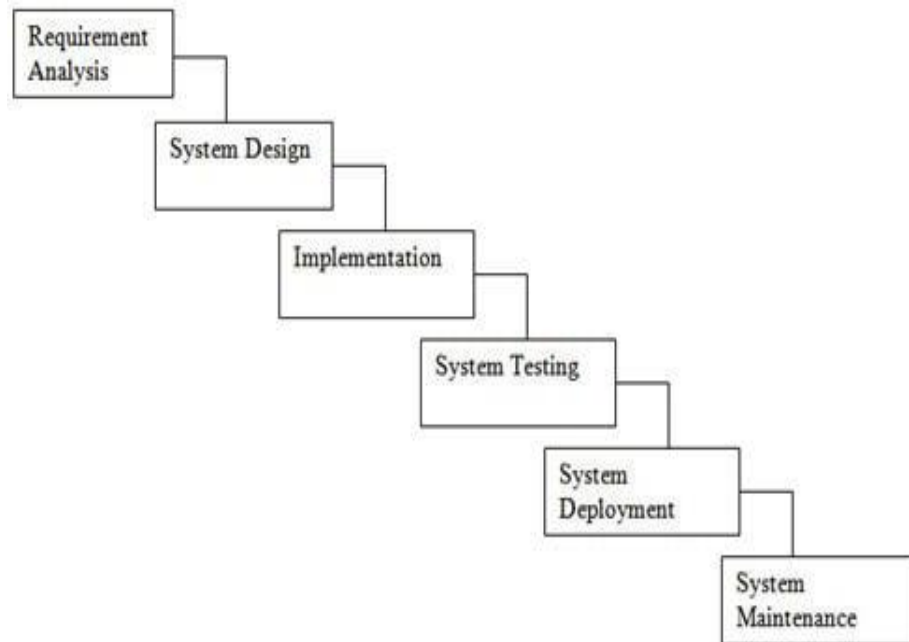 Requirement
Analysis
System Design
Implementation
System Testing
System
Deployment
System
Maintenance